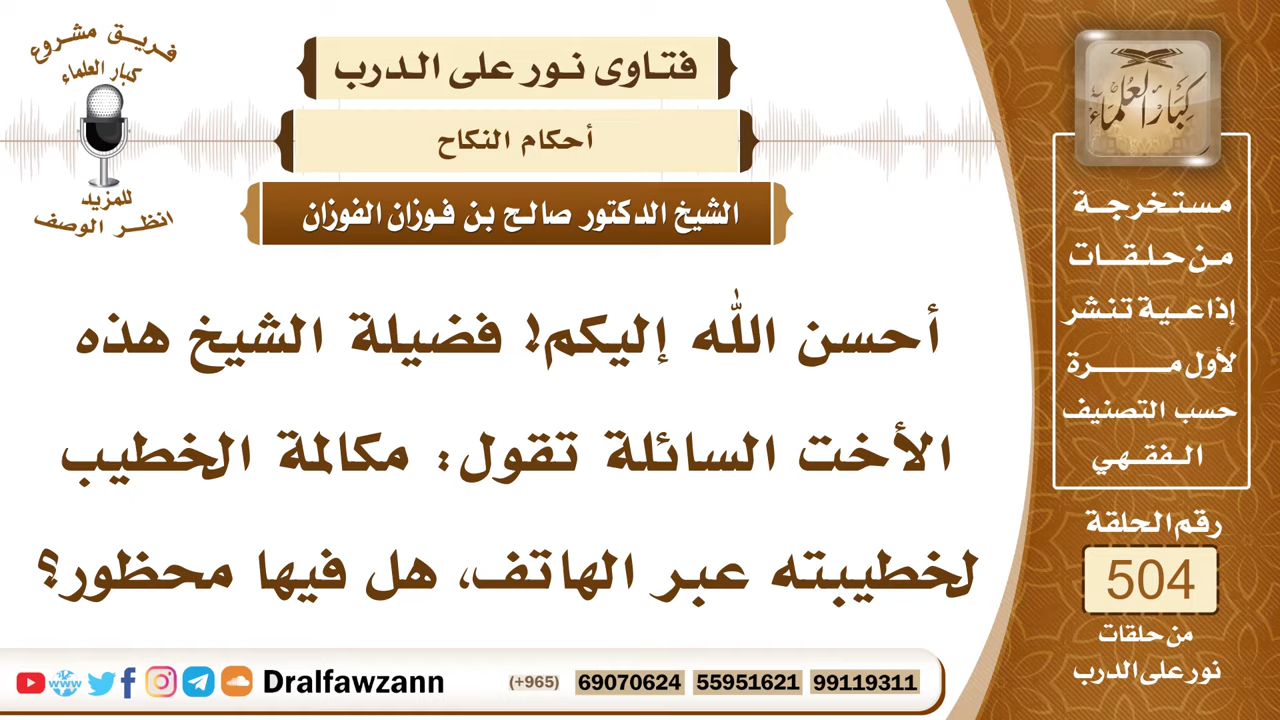 فريق مشروع
كبار العلماء
للمزيد
انظر الوصف
فتاوى نور على الدرب
أحكام النكاح
الشيخ الدكتور صالح بن فوزان الفوزان
أحسن الله إليكم! فضيلة الشيخ هذه
الأخت السائلة تقول: مكالمة الخطيب
لخطيبته عبر الهاتف، هل فيها محظور؟
كبار العلماء
مستخرجة
من حلقات
إذاعية تنشر
لأول مرة
حسب التصنيف
الفقهي
رقم الحلقة
504
من حلقات
نور على الدرب
www
Dralfawzann (+965) 69070624 55951621 99119311